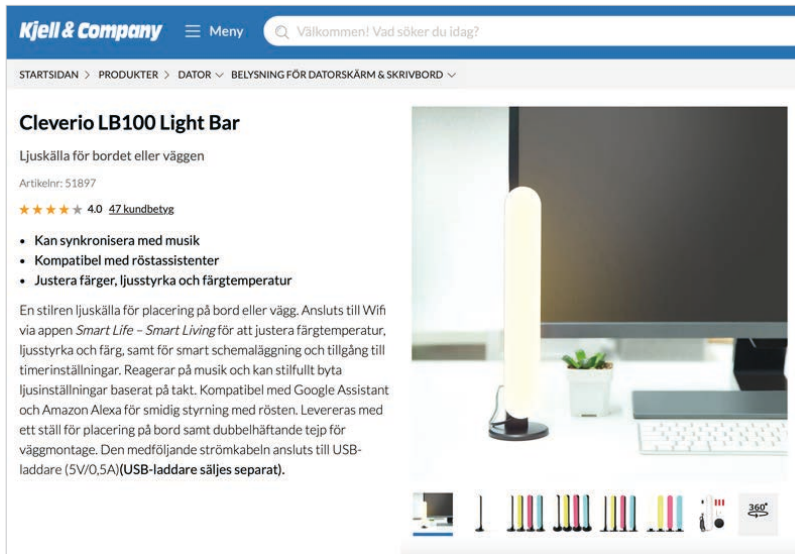 Kjell & Company
Meny
Välkommen! Vad söker du idag?
STARTSIDAN > PRODUKTER > DATOR BELYSNING FÖR DATORSKÄRM & SKRIVBORD
Cleverio LB100 Light Bar
Ljuskälla för bordet eller väggen
Artikelnr: 51897
4.0 47 kundbetyg
• Kan synkronisera med musik
• Kompatibel med röstassistenter
• Justera färger, ljusstyrka och färgtemperatur
En stilren ljuskälla för placering på bord eller vägg. Ansluts till Wifi
via appen Smart Life – Smart Living för att justera färgtemperatur,
ljusstyrka och färg, samt för smart schemaläggning och tillgång till
timerinställningar. Reagerar på musik och kan stilfullt byta
ljusinställningar baserat på takt. Kompatibel med Google Assistant
och Amazon Alexa för smidig styrning med rösten. Levereras med
ett ställ för placering på bord samt dubbelhäftande tejp för
väggmontage. Den medföljande strömkabeln ansluts till USB-
laddare (5V/0,5A)(USB-laddare säljes separat).
360°